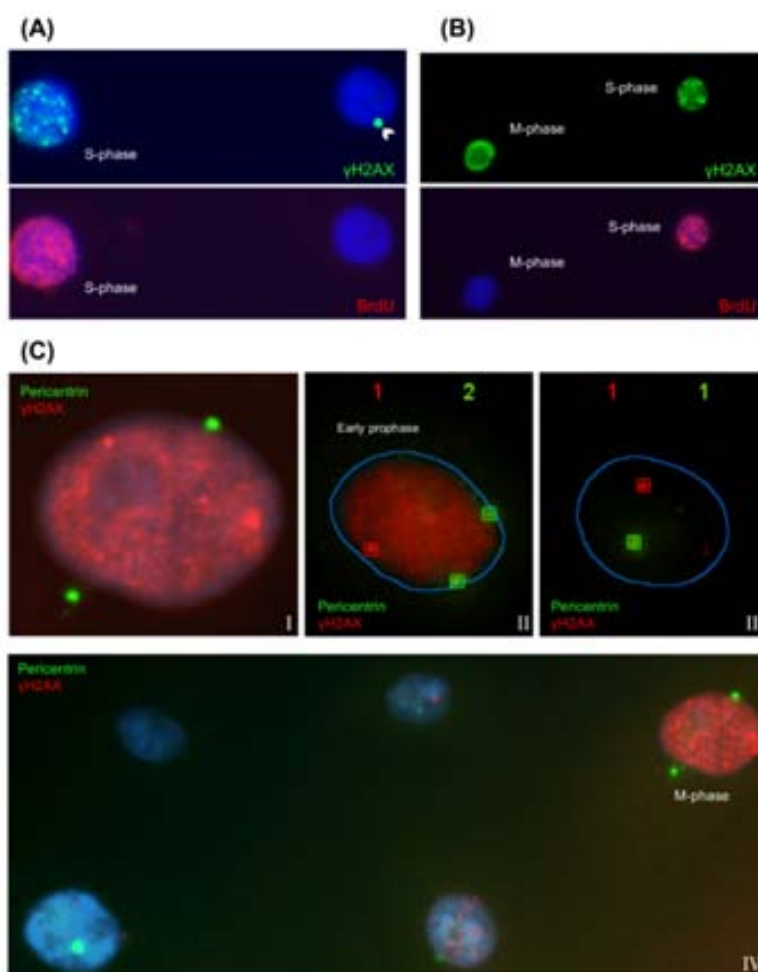 (A)
S-phase
γH2AX
S-phase
BrdU
(B)
S-phase
M-phase
γH2AX
S-phase
M-phase
BrdU
(C)
Pericentrin
γH2AX
I
1 2
Early prophase
Pericentrin
γH2AX
II
1 1
Pericentrin
γH2AX
Pericentrin
γH2AX
M-phase
IV